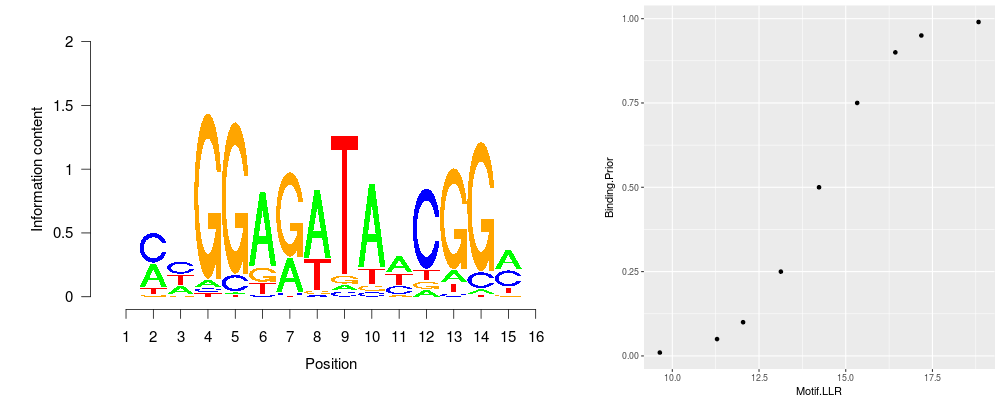 2
1.5
1
0.5
0
Information content
1 2 3 4 5 6 7 8 9 10 11 12 13 14 15 16
Position
1.00
0.75
0.50
0.25
0.00
Binding.Prior
10.0 12.5 15.0 17.5
Motif.LLR
C C G G A G A T A A C G G A